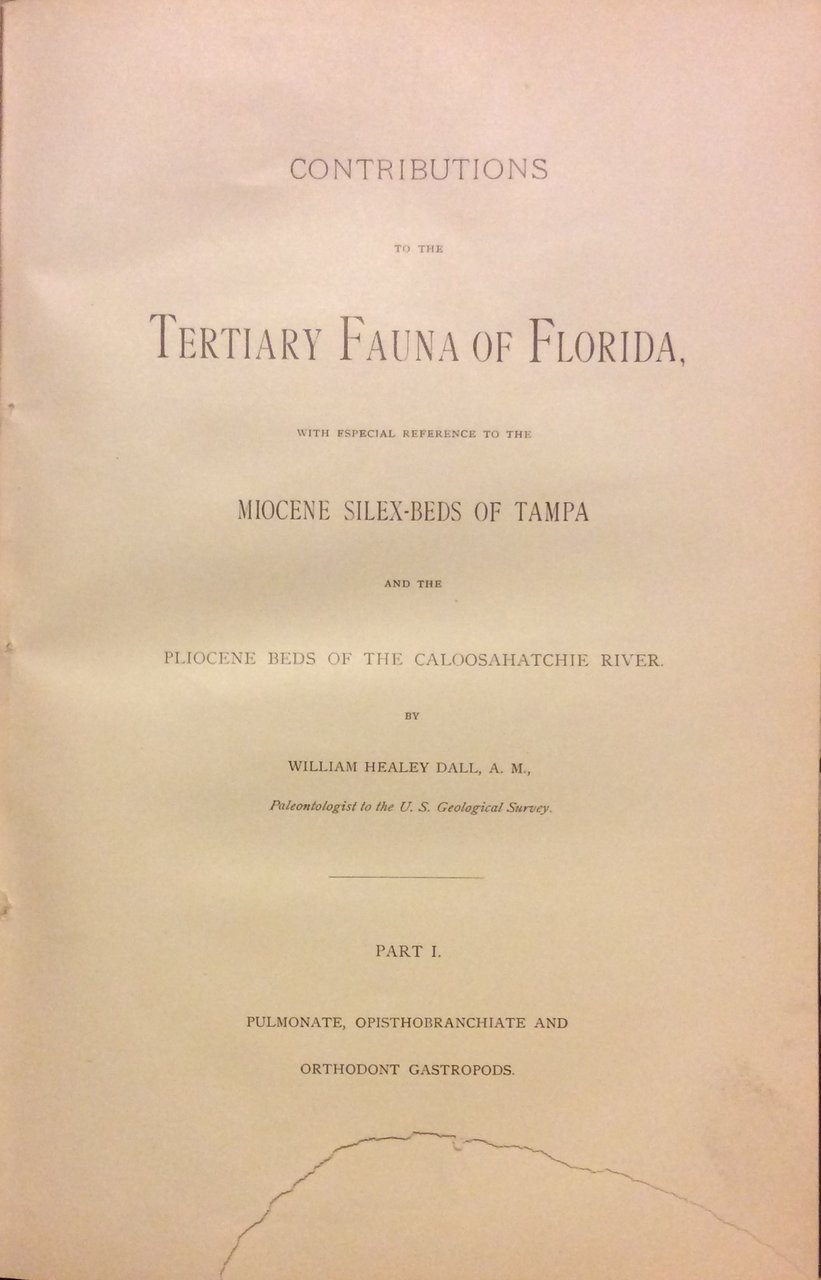 CONTRIBUTIONS
TO THE
TERTIARY FAUNA OF FLORIDA,
WITH ESPECIAL REFERENCE TO THE
MIOCENE SILEX-BEDS OF TAMPA
AND THE
PLIOCENE BEDS OF THE CALOOSAHATCHIE RIVER.
BY
WILLIAM HEALEY DALL, A. M.,
Paleontologist to the U. S. Geological Survey.
PART I.
PULMONATE, OPISTHOBRANCHIATE AND
ORTHODONT GASTROPODS.